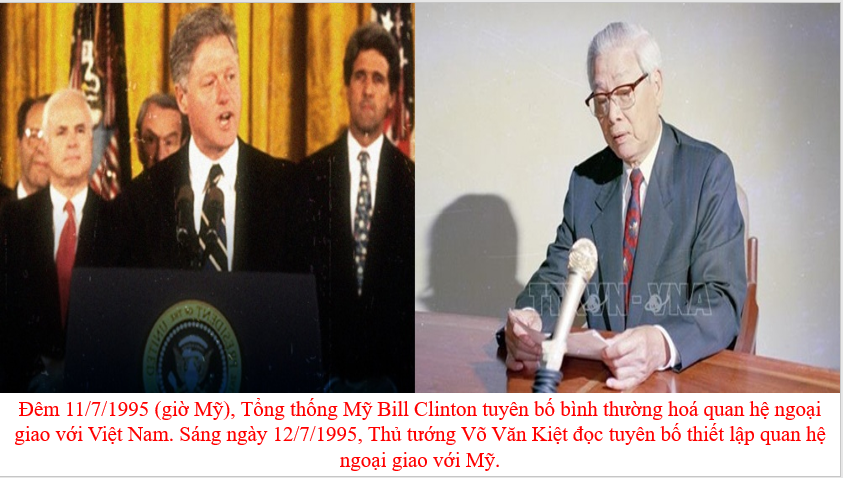 TTXVN - VNA
Đêm 11/7/1995 (giờ Mỹ), Tổng thống Mỹ Bill Clinton tuyên bố bình thường hoá quan hệ ngoại
giao với Việt Nam. Sáng ngày 12/7/1995, Thủ tướng Võ Văn Kiệt đọc tuyên bố thiết lập quan hệ
ngoại giao với Mỹ.